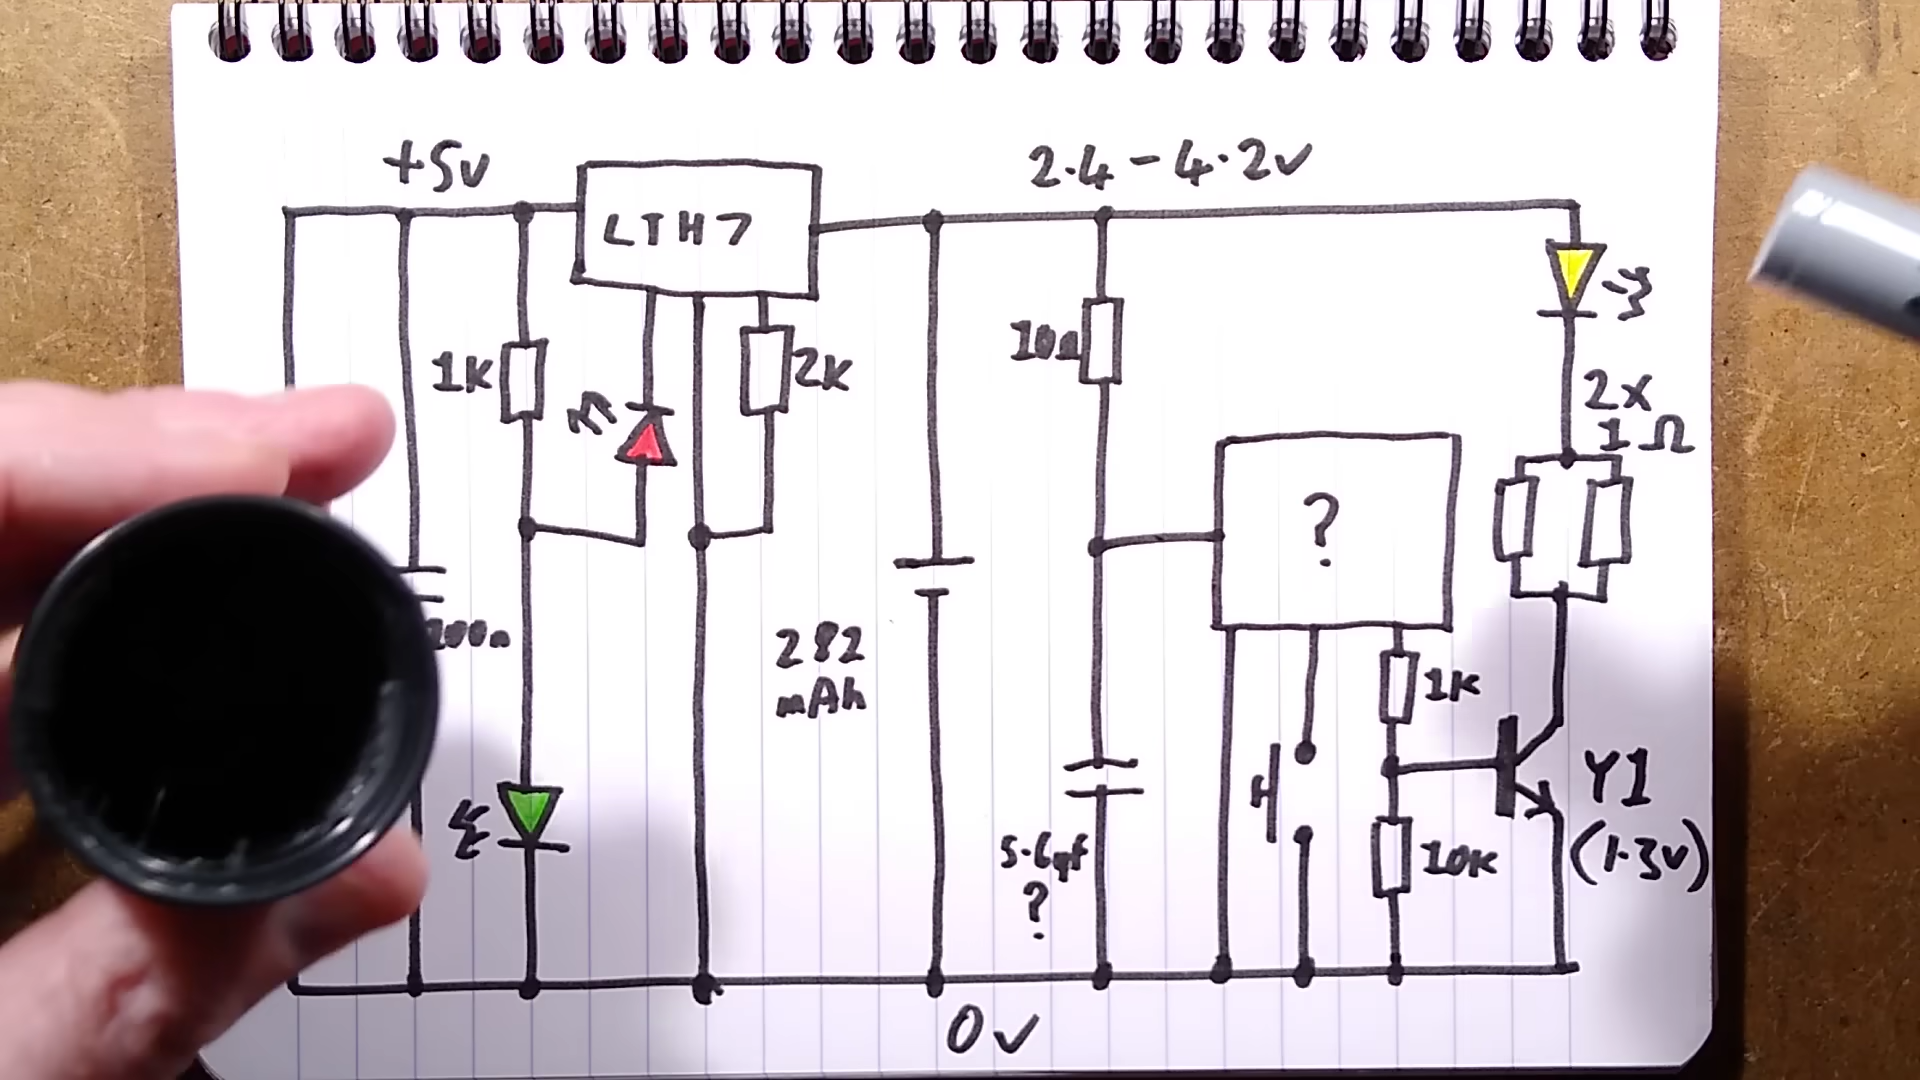 +5v
2.4-4.2v
LTH7
1K
2K
10Ω
2x
1Ω
?
100n
282
mAh
1K
Y1
(1.3v)
5.6µf
?
10K
0v